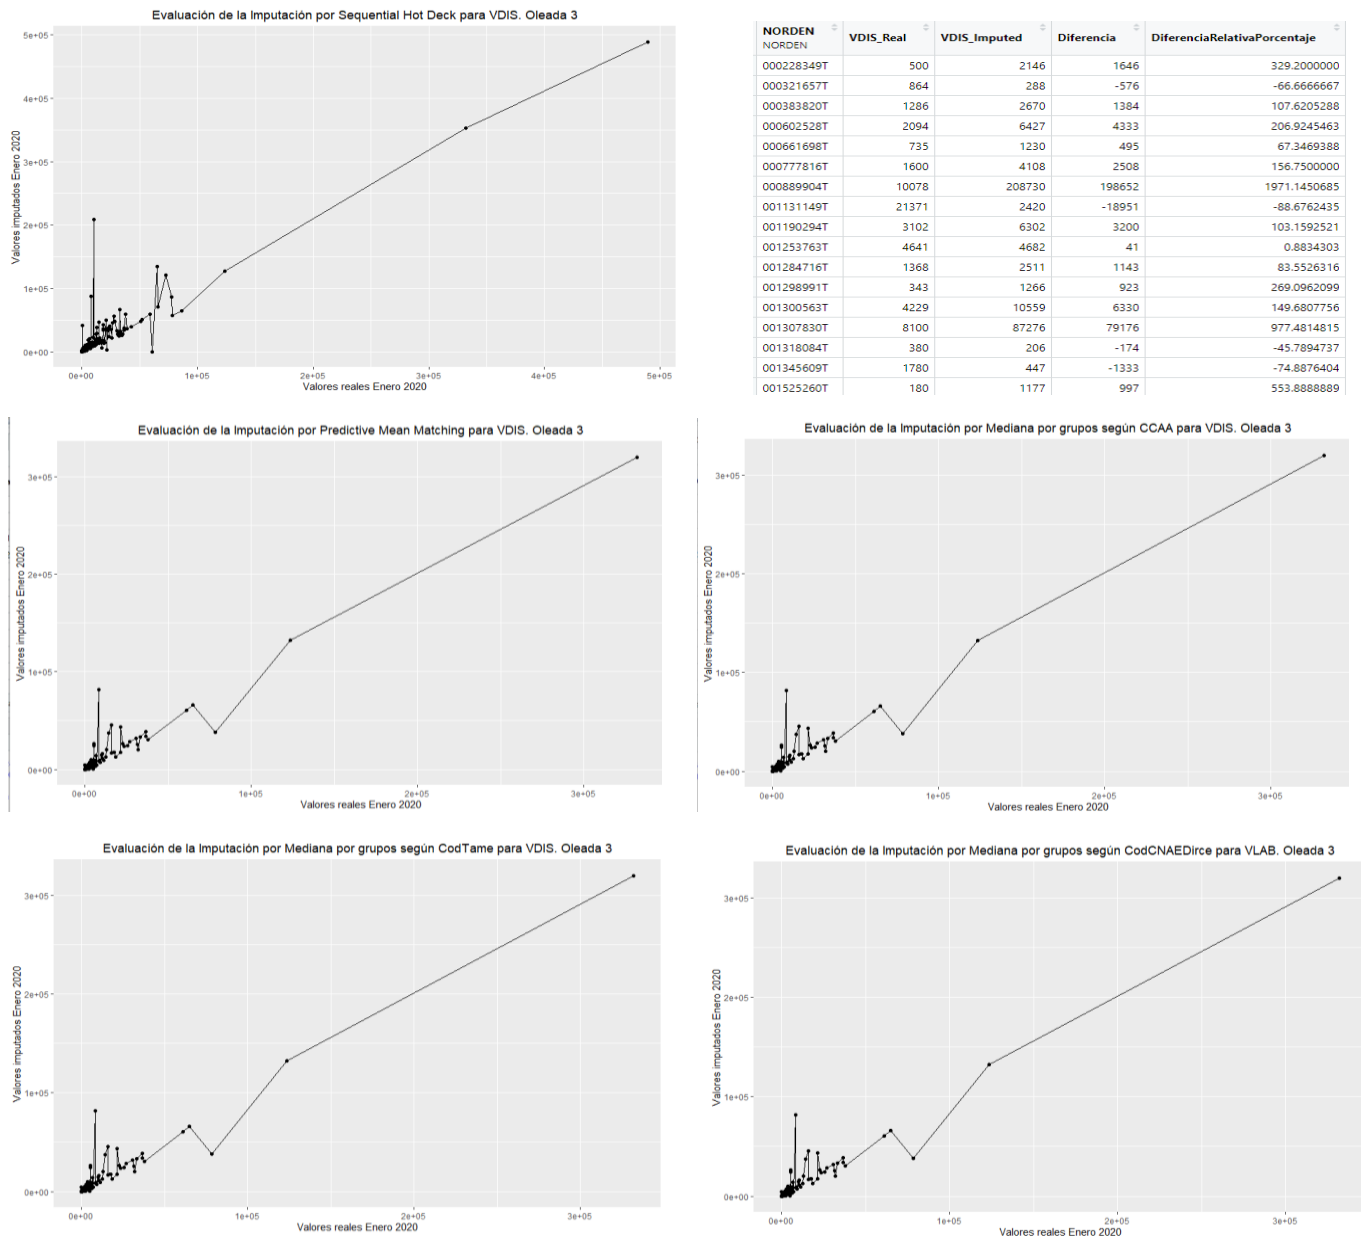 Evaluación de la Imputación por Sequential Hot Deck para VDIS. Oleada 3
Valores imputados Enero 2020
5e+05
4e+05
3e+05
2e+05
1e+05
0e+00
0e+00 1e+05 2e+05 3e+05 4e+05 5e+05
Valores reales Enero 2020
NORDEN VDIS_Real VDIS_Imputed Diferencia DiferenciaRelativaPorcentaje
NORDEN
000228349T 500 2146 1646 329.2000000
000321657T 864 288 -576 -66.6666667
000383820T 1286 2670 1384 107.6205288
000602528T 2094 6427 4333 206.9245463
000661698T 735 1230 495 67.3469388
000777816T 1600 4108 2508 156.7500000
000889904T 10078 208730 198652 1971.1450685
001131149T 21371 2420 -18951 -88.6762435
001190294T 3102 6302 3200 103.1592521
001253763T 4641 4682 41 0.8834303
001284716T 1368 2511 1143 83.5526316
001298991T 343 1266 923 269.0962099
001300563T 4229 10559 6330 149.6807756
001307830T 8100 87276 79176 977.4814815
001318084T 380 206 -174 -45.7894737
001345609T 1780 447 -1333 -74.8876404
001525260T 180 1177 997 553.8888889
Evaluación de la Imputación por Predictive Mean Matching para VDIS. Oleada 3
Valores imputados Enero 2020
3e+05
2e+05
1e+05
0e+00
0e+00 1e+05 2e+05 3e+05
Valores reales Enero 2020
Evaluación de la Imputación por Mediana por grupos según CCAA para VDIS. Oleada 3
Valores imputados Enero 2020
3e+05
2e+05
1e+05
0e+00
0e+00 1e+05 2e+05 3e+05
Valores reales Enero 2020
Evaluación de la Imputación por Mediana por grupos según CodTame para VDIS. Oleada 3
Valores imputados Enero 2020
3e+05
2e+05
1e+05
0e+00
0e+00 1e+05 2e+05 3e+05
Valores reales Enero 2020
Evaluación de la Imputación por Mediana por grupos según CodCNAEDirce para VLAB. Oleada 3
Valores imputados Enero 2020
3e+05
2e+05
1e+05
0e+00
0e+00 1e+05 2e+05 3e+05
Valores reales Enero 2020